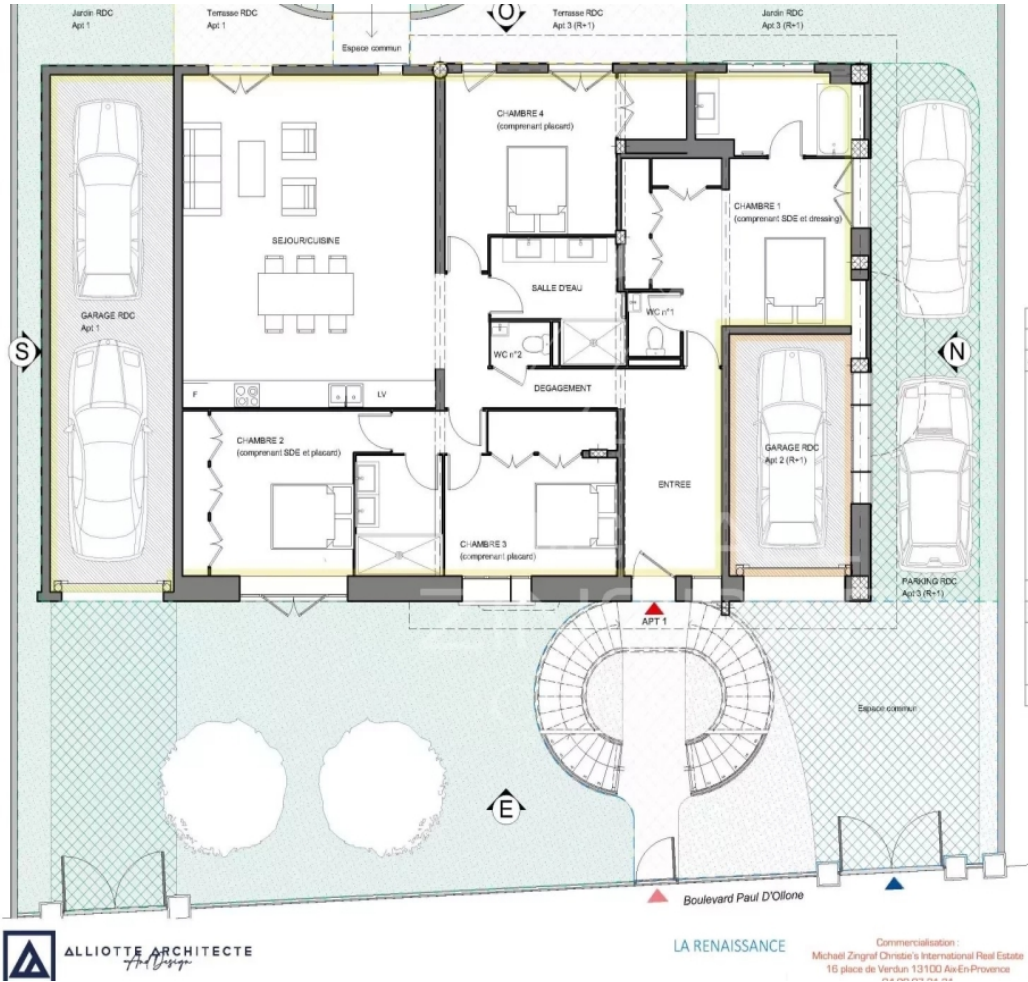 Jardin RDC
Apt 1
Terrasse RDC
Apt 1
Espace commun
O
Terrasse RDC
Apt 3 (R+1)
Jardin RDC
Apt 3 (R+1)
CHAMBRE 4
(comprenant placard)
CHAMBRE 1
(comprenant SDE et dressing)
SEJOUR/CUISINE
SALLE D'EAU
GARAGE RDC
Apt 1
WC n°1
S
N
WC n°2
DEGAGEMENT
F
LV
CHAMBRE 2
(comprenant SDE et placard)
GARAGE RDC
Apt 2 (R+1)
ENTREE
CHAMBRE 3
(comprenant placard)
PARKING RDC
Apt 3 (R+1)
APT 1
Espace commun
E
Boulevard Paul D'Ollone
ALLIOTTE ARCHITECTE
And Design
LA RENAISSANCE
Commercialisation :
Michaël Zingraf Christie's International Real Estate
16 place de Verdun 13100 Aix-En-Provence